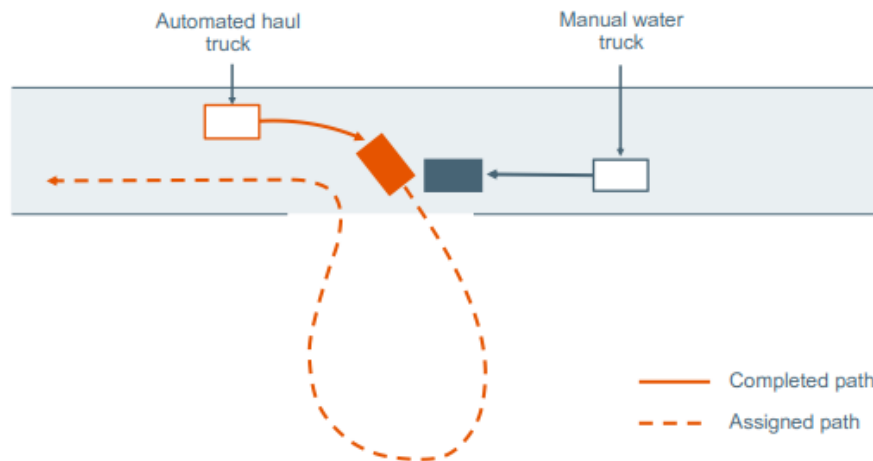 Automated haul
truck
Manual water
truck
Completed path
Assigned path